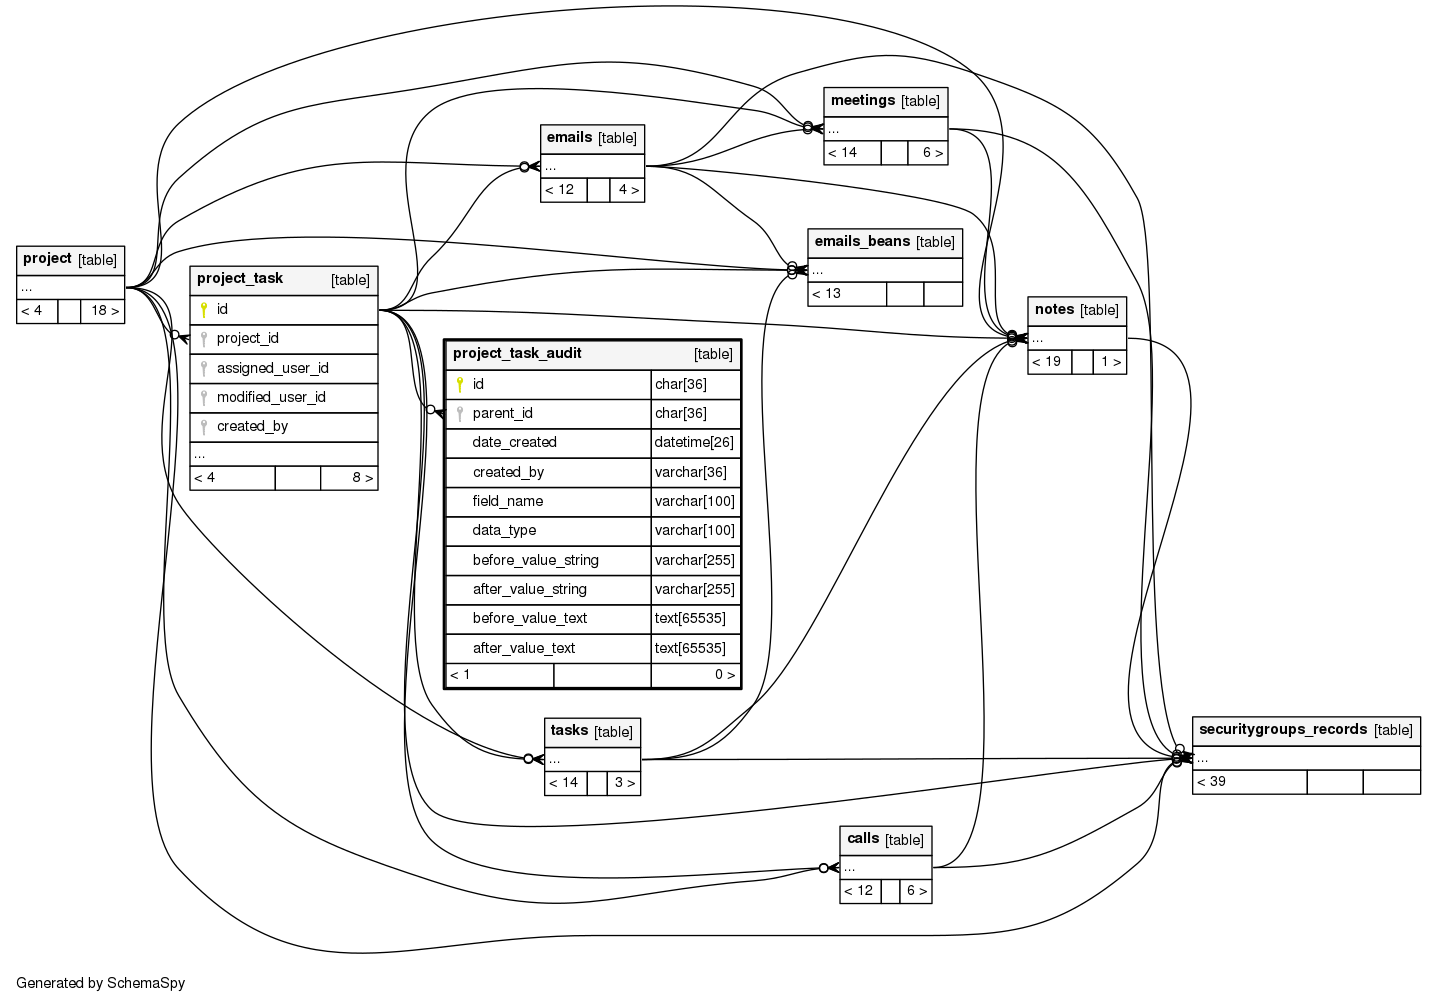 meetings [table]
...
< 14 6 >
emails [table]
...
< 12 4 >
emails_beans [table]
...
< 13
project [table]
...
< 4 18 >
project_task [table]
id
project_id
assigned_user_id
modified_user_id
created_by
...
< 4 8 >
notes [table]
...
< 19 1 >
project_task_audit [table]
id char[36]
parent_id char[36]
date_created datetime[26]
created_by varchar[36]
field_name varchar[100]
data_type varchar[100]
before_value_string varchar[255]
after_value_string varchar[255]
before_value_text text[65535]
after_value_text text[65535]
< 1 0 >
tasks [table]
...
< 14 3 >
securitygroups_records [table]
...
< 39
calls [table]
...
< 12 6 >
Generated by SchemaSpy